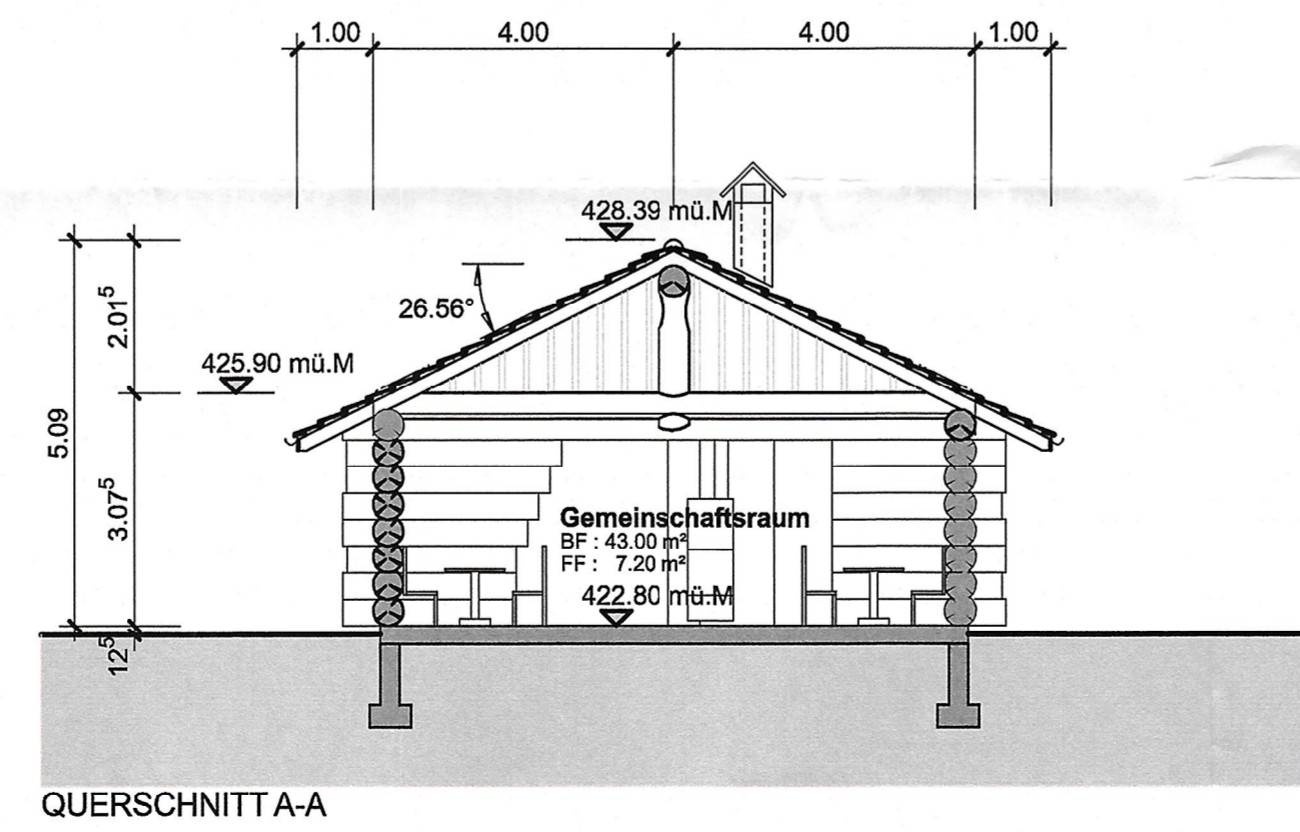 1.00 4.00 4.00 1.00
428.39 mü.M
2.01⁵
26.56°
425.90 mü.M
5.09
3.07⁵
Gemeinschaftsraum
BF : 43.00 m²
FF : 7.20 m²
422.80 mü.M
12⁵
QUERSCHNITT A-A